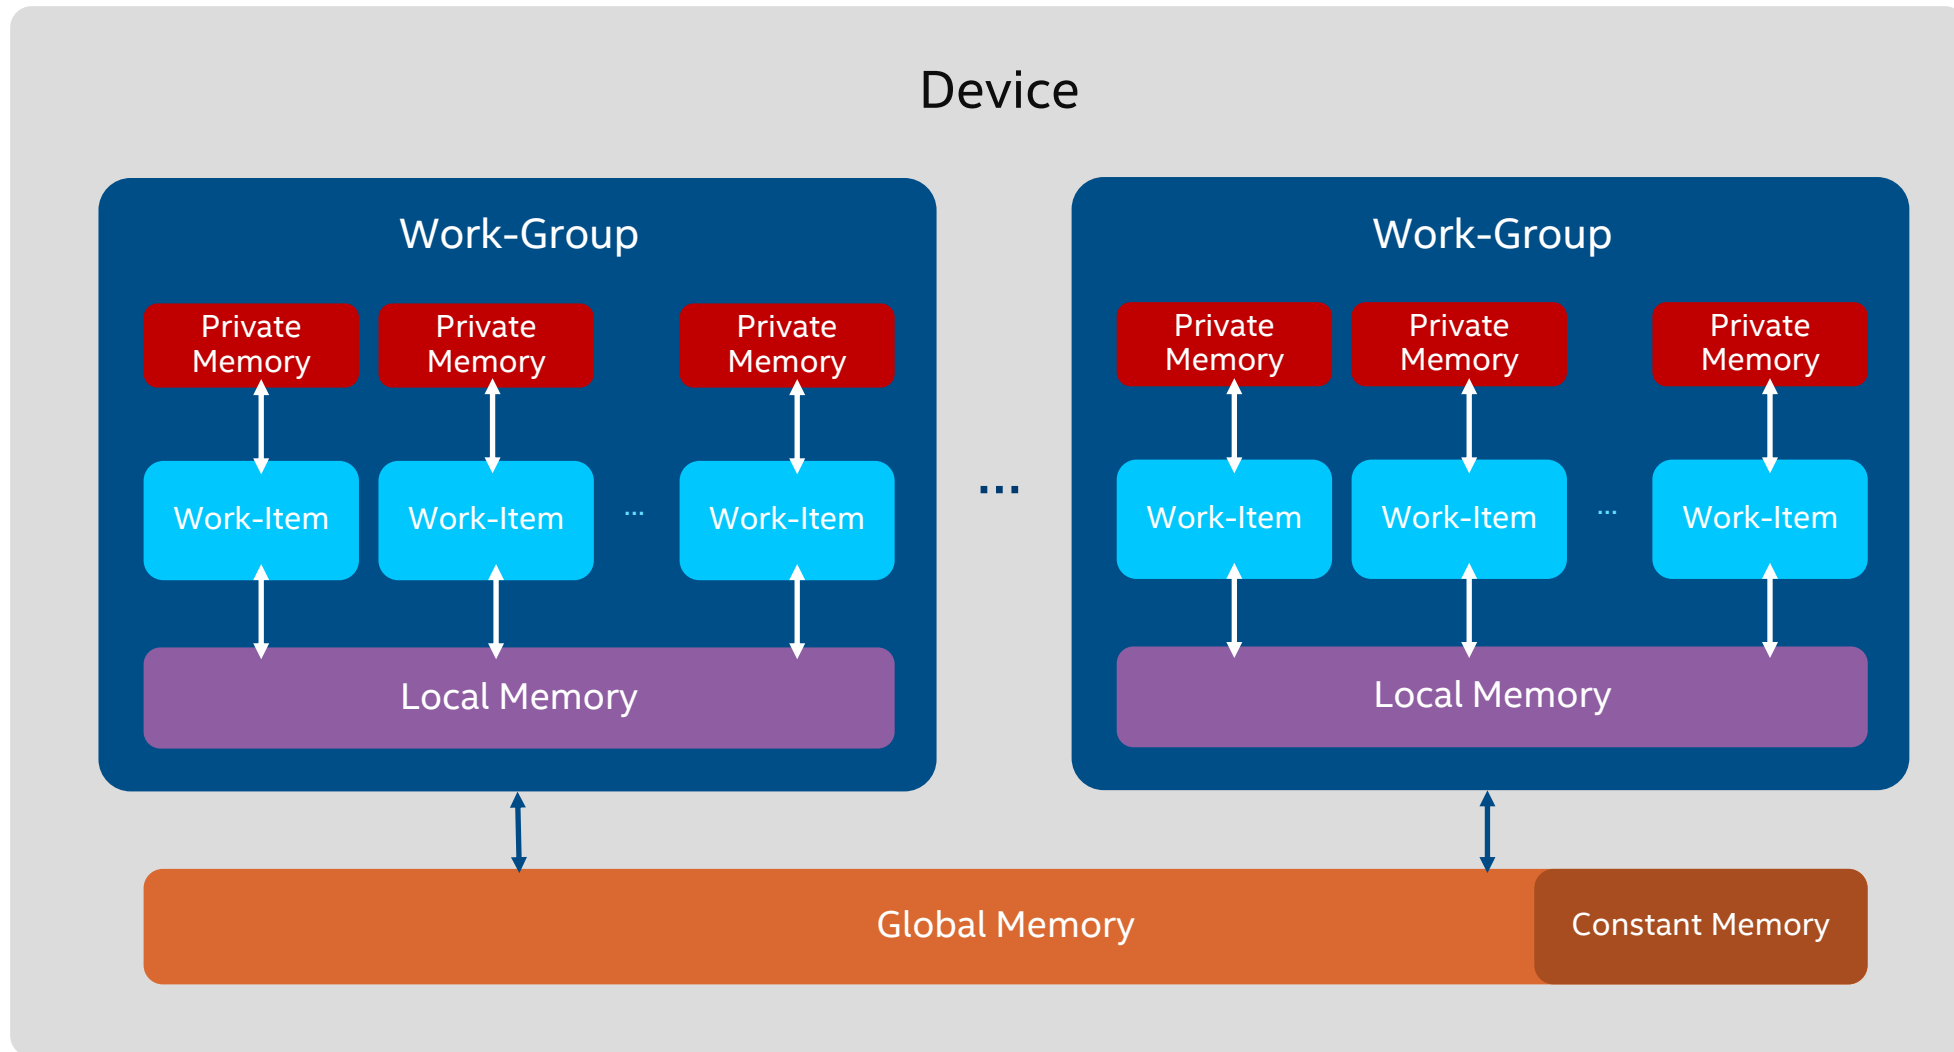 Device
Work-Group
Private
Memory
Private
Memory
Private
Memory
Work-Item
Work-Item
...
Work-Item
Local Memory
...
Work-Group
Private
Memory
Private
Memory
Private
Memory
Work-Item
Work-Item
...
Work-Item
Local Memory
Global Memory
Constant Memory